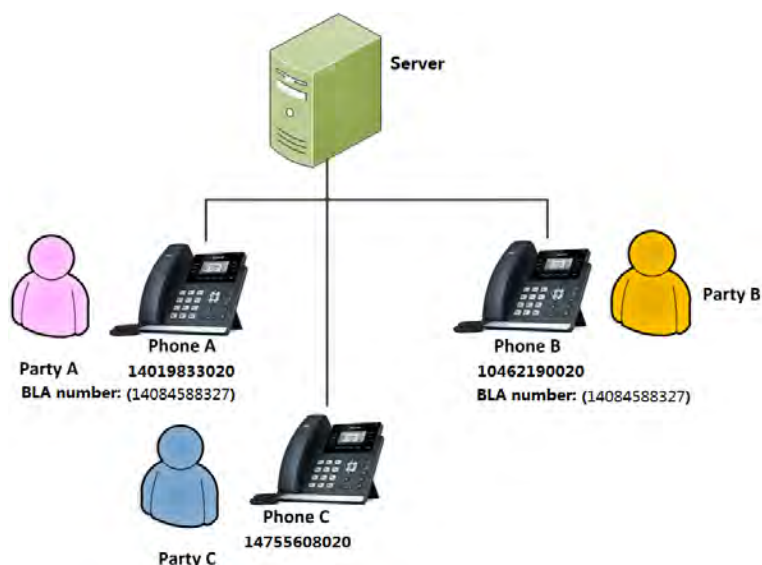 Server
Party A
Phone A
14019833020
BLA number: (14084588327)
Phone B
10462190020
BLA number: (14084588327)
Party B
Party C
Phone C
14755608020